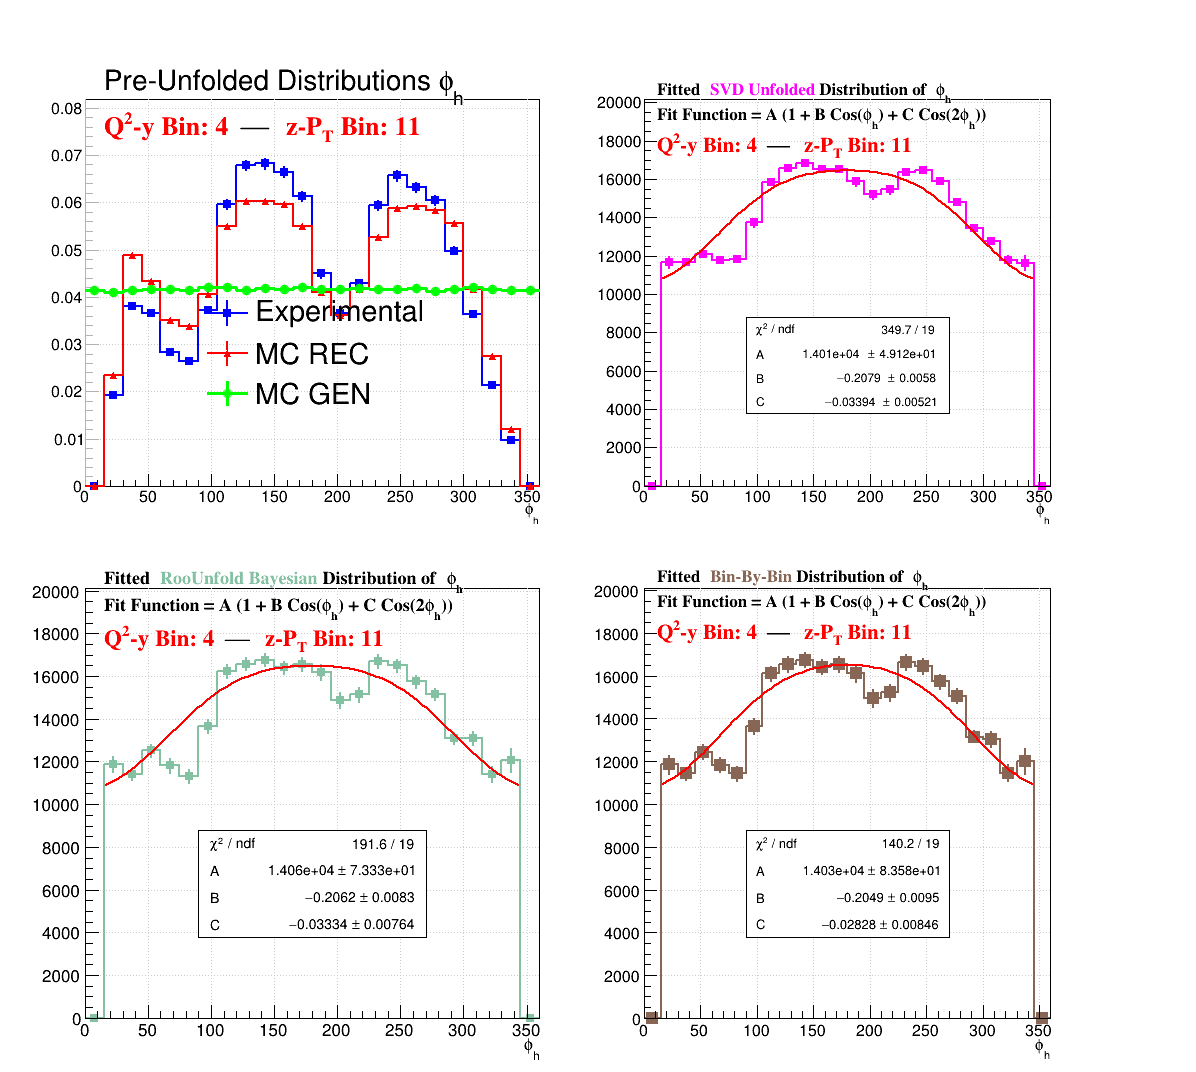 Pre-Unfolded Distributions ϕh
Q²-y Bin: 4 — z-PT Bin: 11
0.08
0.07
0.06
0.05
0.04
0.03
0.02
0.01
0
Experimental
MC REC
MC GEN
0 50 100 150 200 250 300 350
ϕh
Fitted SVD Unfolded Distribution of ϕh
Fit Function = A (1 + B Cos(ϕh) + C Cos(2ϕh))
Q²-y Bin: 4 — z-PT Bin: 11
20000
18000
16000
14000
12000
10000
8000
6000
4000
2000
0
χ² / ndf 349.7 / 19
A 1.401e+04 ± 4.912e+01
B −0.2079 ± 0.0058
C −0.03394 ± 0.00521
0 50 100 150 200 250 300 350
ϕh
Fitted RooUnfold Bayesian Distribution of ϕh
Fit Function = A (1 + B Cos(ϕh) + C Cos(2ϕh))
Q²-y Bin: 4 — z-PT Bin: 11
20000
18000
16000
14000
12000
10000
8000
6000
4000
2000
0
χ² / ndf 191.6 / 19
A 1.406e+04 ± 7.333e+01
B −0.2062 ± 0.0083
C −0.03334 ± 0.00764
0 50 100 150 200 250 300 350
ϕh
Fitted Bin-By-Bin Distribution of ϕh
Fit Function = A (1 + B Cos(ϕh) + C Cos(2ϕh))
Q²-y Bin: 4 — z-PT Bin: 11
20000
18000
16000
14000
12000
10000
8000
6000
4000
2000
0
χ² / ndf 140.2 / 19
A 1.403e+04 ± 8.358e+01
B −0.2049 ± 0.0095
C −0.02828 ± 0.00846
0 50 100 150 200 250 300 350
ϕh